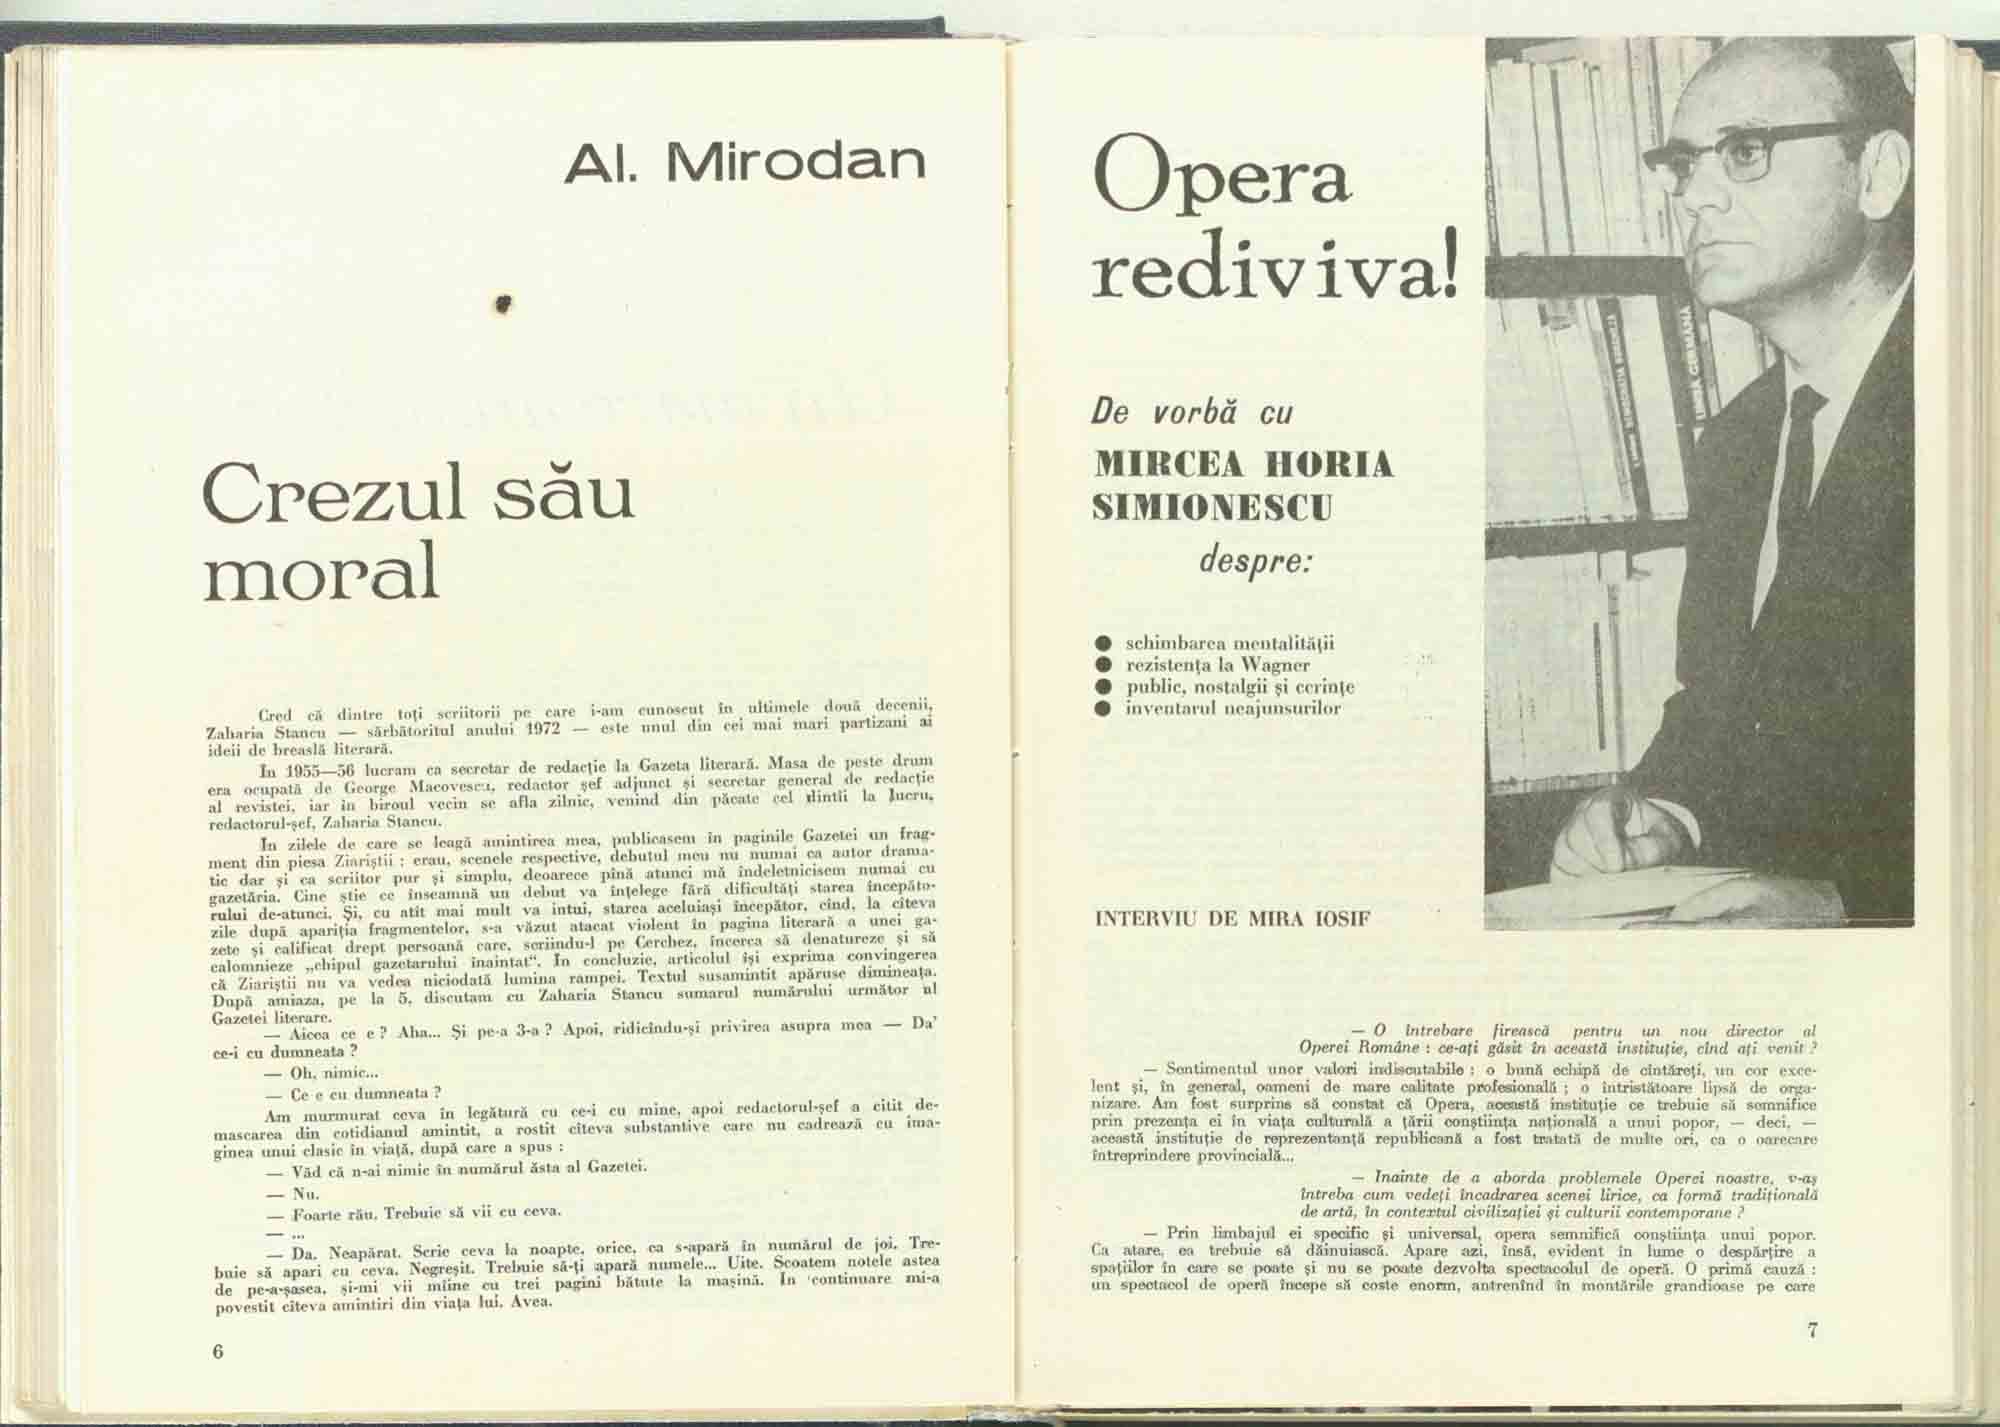 Al. Mirodan
Crezul său
moral
Cred că dintre toți scriitorii pe care i-am cunoscut în ultimele două decenii,
Zaharia Stancu — sărbătoritul anului 1972 — este unul din cei mai mari partizani ai
ideii de breaslă literară.
In 1955—56 lucram ca secretar de redacție la Gazeta literară. Masa de peste drum
era ocupată de George Macovescu, redactor șef adjunct și secretar general de redacție
al revistei, iar în biroul vecin se afla zilnic, venind din păcate cel dintîi la lucru,
redactorul-șef, Zaharia Stancu.
In zilele de care se leagă amintirea mea, publicasem în paginile Gazetei un frag-
ment din piesa Ziariștii : erau, scenele respective, debutul meu nu numai ca autor drama-
tic dar și ca scriitor pur și simplu, deoarece pînă atunci mă îndeletnicisem numai cu
gazetăria. Cine știe ce înseamnă un debut va înțelege fără dificultăți starea începăto-
rului de-atunci. Și, cu atît mai mult va intui, starea aceluiași începător, cînd, la cîteva
zile după apariția fragmentelor, s-a văzut atacat violent în pagina literară a unei ga-
zete și calificat drept persoană care, scriindu-l pe Cerchez, încerca să denatureze și să
calomnieze „chipul gazetarului înaintat“. In concluzie, articolul își exprima convingerea
că Ziariștii nu va vedea niciodată lumina rampei. Textul susamintit apăruse dimineața.
După amiaza, pe la 5, discutam cu Zaharia Stancu sumarul numărului următor al
Gazetei literare.
— Aicea ce e ? Aha... Și pe-a 3-a ? Apoi, ridicîndu-și privirea asupra mea — Da'
ce-i cu dumneata ?
— Oh, nimic...
— Ce e cu dumneata ?
Am murmurat ceva în legătură cu ce-i cu mine, apoi redactorul-șef a citit de-
mascarea din cotidianul amintit, a rostit cîteva substantive care nu cadrează cu ima-
ginea unui clasic în viață, după care a spus :
— Văd că n-ai nimic în numărul ăsta al Gazetei.
— Nu.
— Foarte rău. Trebuie să vii cu ceva.
— ...
— Da. Neapărat. Scrie ceva la noapte, orice, ca s-apară în numărul de joi. Tre-
buie să apari cu ceva. Negreșit. Trebuie să-ți apară numele... Uite. Scoatem notele astea
de pe-a-șasea, și-mi vii mîine cu trei pagini bătute la mașină. In continuare mi-a
povestit cîteva amintiri din viața lui. Avea.
6
Opera
rediviva!
De vorbă cu
MIRCEA HORIA
SIMIONESCU
despre:
● schimbarea mentalității
● rezistența la Wagner
● public, nostalgii și cerințe
● inventarul neajunsurilor
LIMBA GERMANA
INTERVIU DE MIRA IOSIF
— O întrebare firească pentru un nou director al
Operei Române : ce-ați găsit în această instituție, cînd ați venit ?
— Sentimentul unor valori indiscutabile : o bună echipă de cîntăreți, un cor exce-
lent și, în general, oameni de mare calitate profesională ; o întristătoare lipsă de orga-
nizare. Am fost surprins să constat că Opera, această instituție ce trebuie să semnifice
prin prezența ei în viața culturală a țării conștiința națională a unui popor, — deci, —
această instituție de reprezentanță republicană a fost tratată de multe ori, ca o oarecare
întreprindere provincială...
— Inainte de a aborda problemele Operei noastre, v-aș
întreba cum vedeți încadrarea scenei lirice, ca formă tradițională
de artă, în contextul civilizației și culturii contemporane ?
— Prin limbajul ei specific și universal, opera semnifică conștiința unui popor.
Ca atare, ea trebuie să dăinuiască. Apare azi, însă, evident în lume o despărțire a
spațiilor în care se poate și nu se poate dezvolta spectacolul de operă. O primă cauză :
un spectacol de operă începe să coste enorm, antrenînd în montările grandioase pe care
7